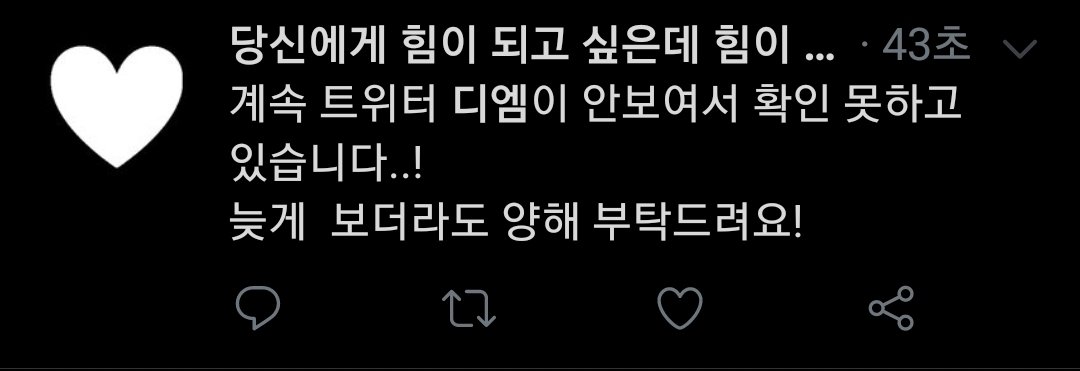 당신에게 힘이 되고 싶은데 힘이 ... · 43초
계속 트위터 디엠이 안보여서 확인 못하고
있습니다..!
늦게  보더라도 양해 부탁드려요!